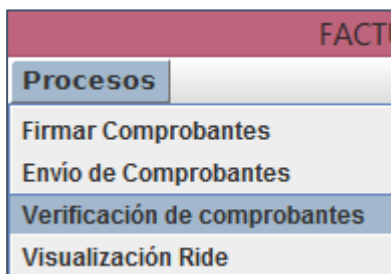 FACTU
Procesos
Firmar Comprobantes
Envío de Comprobantes
Verificación de comprobantes
Visualización Ride